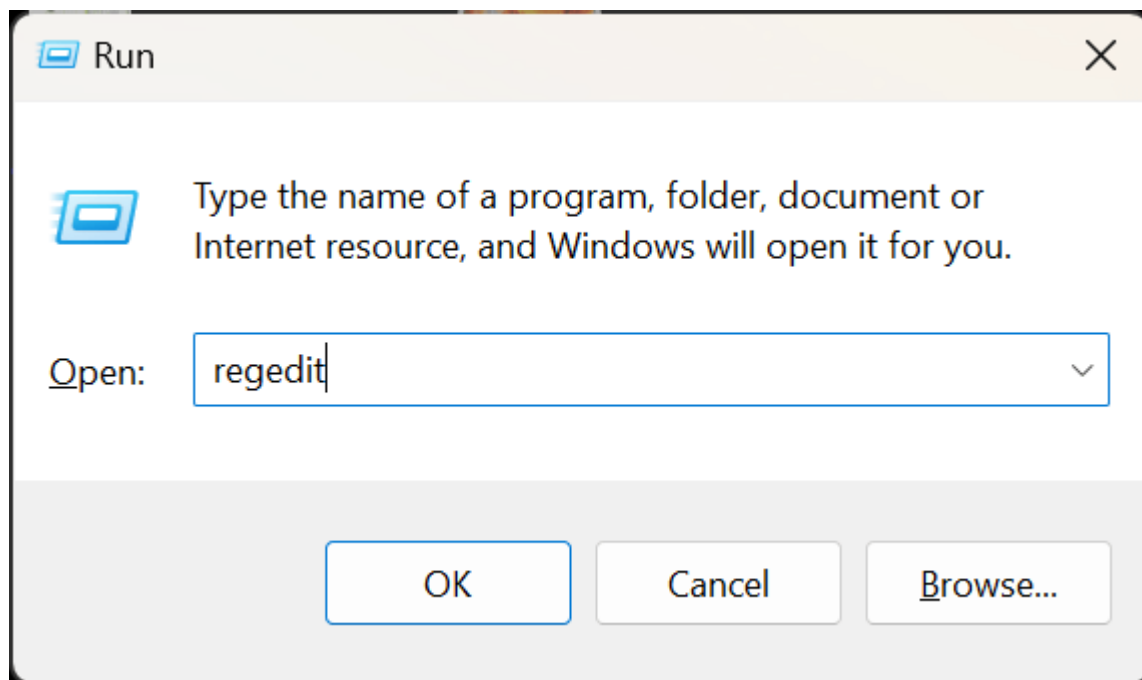 Run
Type the name of a program, folder, document or
Internet resource, and Windows will open it for you.
Open: regedit
OK Cancel Browse...